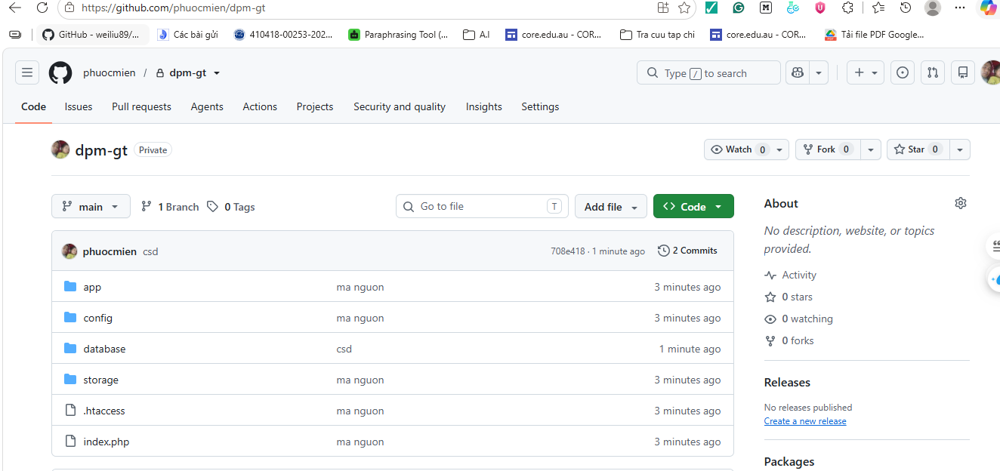 https://github.com/phuocmien/dpm-gt
GitHub - weiliu89/... Các bài gửi 410418-00253-202... Paraphrasing Tool (... A.I core.edu.au - COR... Tra cuu tap chi core.edu.au - COR... Tải file PDF Google...
phuocmien / dpm-gt Type / to search
Code Issues Pull requests Agents Actions Projects Security and quality Insights Settings
dpm-gt Private Watch 0 Fork 0 Star 0
main 1 Branch 0 Tags Go to file T Add file Code
phuocmien csd 708e418 · 1 minute ago 2 Commits
app ma nguon 3 minutes ago
config ma nguon 3 minutes ago
database csd 1 minute ago
storage ma nguon 3 minutes ago
.htaccess ma nguon 3 minutes ago
index.php ma nguon 3 minutes ago
About
No description, website, or topics
provided.
Activity
0 stars
0 watching
0 forks
Releases
No releases published
Create a new release
Packages